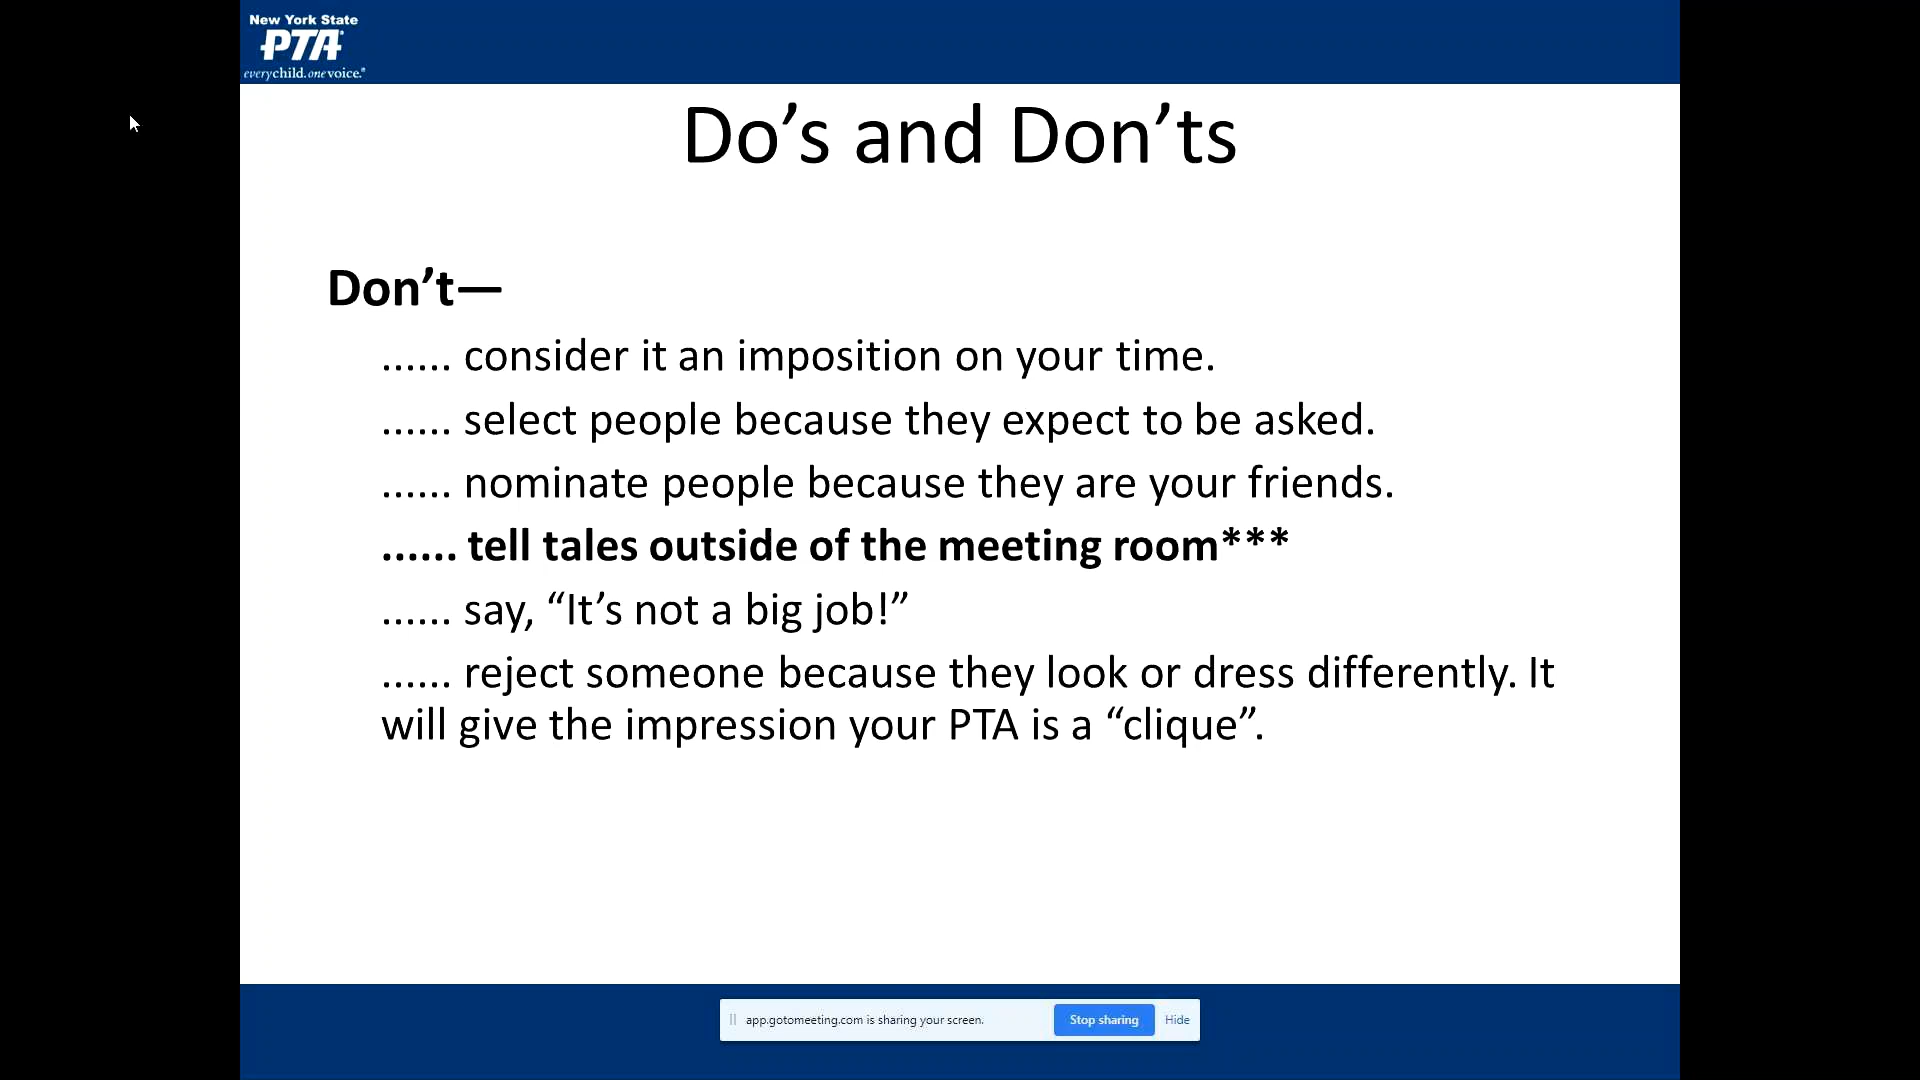 New York State
PTA®
everychild.onevoice.®
Do’s and Don’ts
Don’t—
...... consider it an imposition on your time.
...... select people because they expect to be asked.
...... nominate people because they are your friends.
...... tell tales outside of the meeting room***
...... say, “It’s not a big job!”
...... reject someone because they look or dress differently. It
will give the impression your PTA is a “clique”.
app.gotomeeting.com is sharing your screen.
Stop sharing
Hide